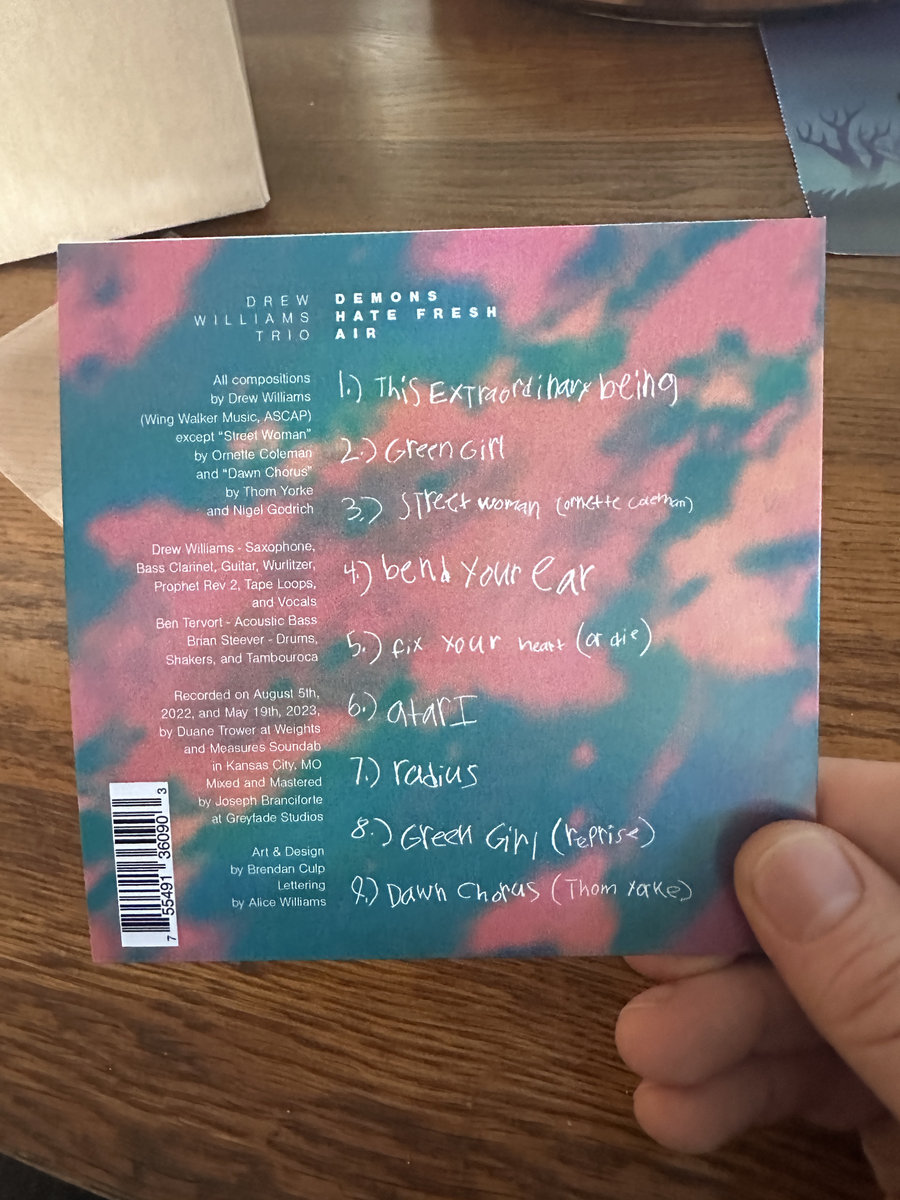 DREW
WILLIAMS
TRIO
DEMONS
HATE FRESH
AIR
All compositions
by Drew Williams
(Wing Walker Music, ASCAP)
except "Street Woman"
by Ornette Coleman
and "Dawn Chorus"
by Thom Yorke
and Nigel Godrich
Drew Williams - Saxophone,
Bass Clarinet, Guitar, Wurlitzer,
Prophet Rev 2, Tape Loops,
and Vocals
Ben Tervort - Acoustic Bass
Brian Steever - Drums,
Shakers, and Tambouroca
Recorded on August 5th,
2022, and May 19th, 2023,
by Duane Trower at Weights
and Measures Soundab
in Kansas City, MO
Mixed and Mastered
by Joseph Branciforte
at Greyfade Studios
Art & Design
by Brendan Culp
Lettering
by Alice Williams
7 55491 36090 3
1.) This Extraordinary being
2.) Green Girl
3.) Street woman (ornette coleman)
4.) bend your ear
5.) fix your heart (or die)
6.) atarI
7.) radius
8.) Green Girl (reprise)
9.) Dawn Chorus (Thom Yorke)